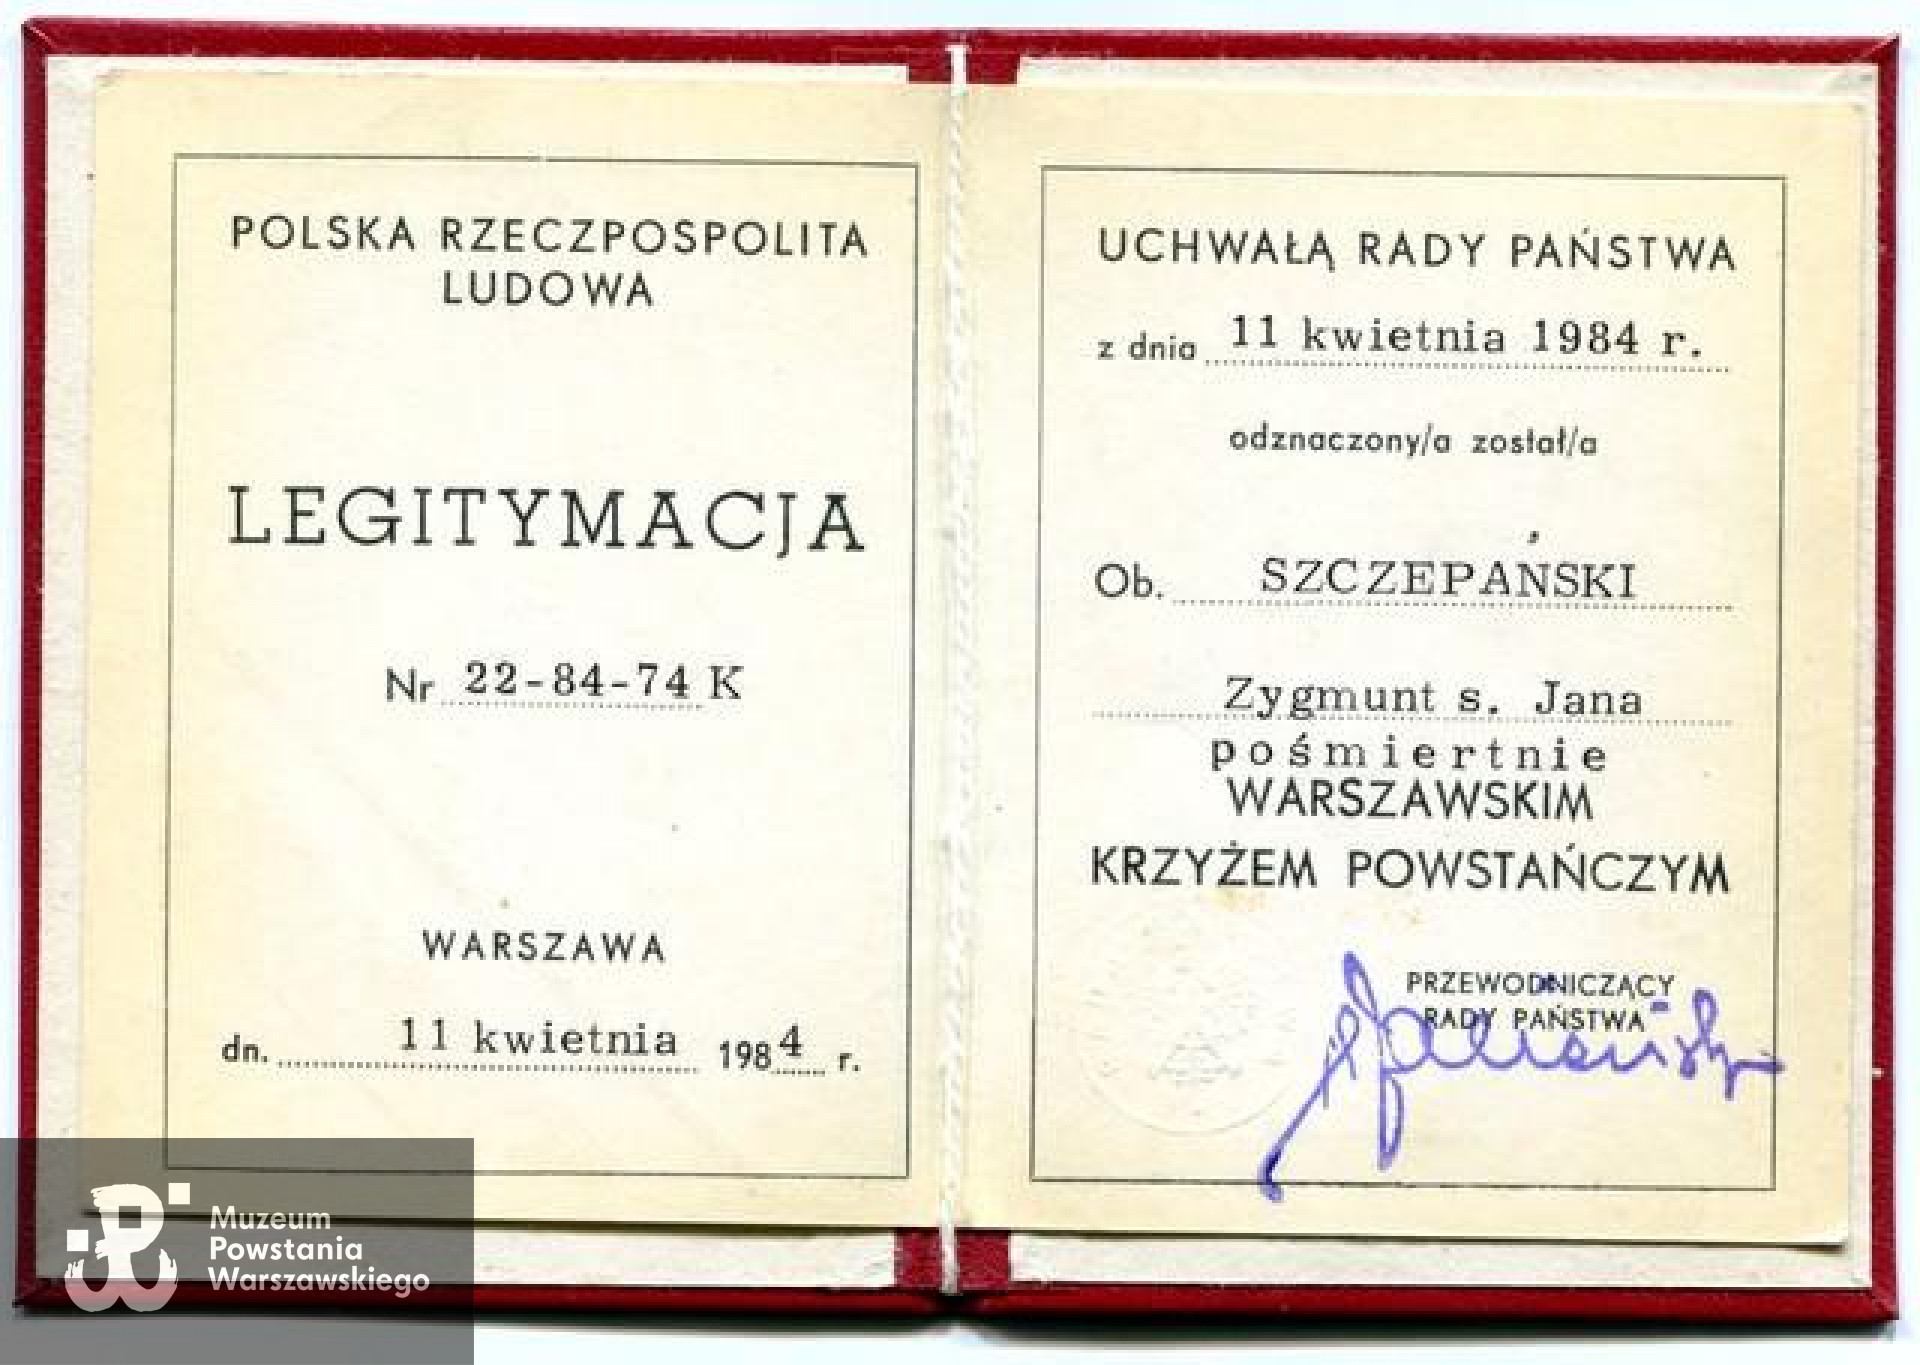 POLSKA RZECZPOSPOLITA
LUDOWA
LEGITYMACJA
Nr 22-84-74 K
WARSZAWA
dn. 11 kwietnia 1984 r.
UCHWAŁĄ RADY PAŃSTWA
z dnia 11 kwietnia 1984 r.
odznaczony/a został/a
Ob. SZCZEPAŃSKI
Zygmunt s. Jana
pośmiertnie
WARSZAWSKIM
KRZYŻEM POWSTAŃCZYM
PRZEWODNICZĄCY
RADY PAŃSTWA
Muzeum
Powstania
Warszawskiego